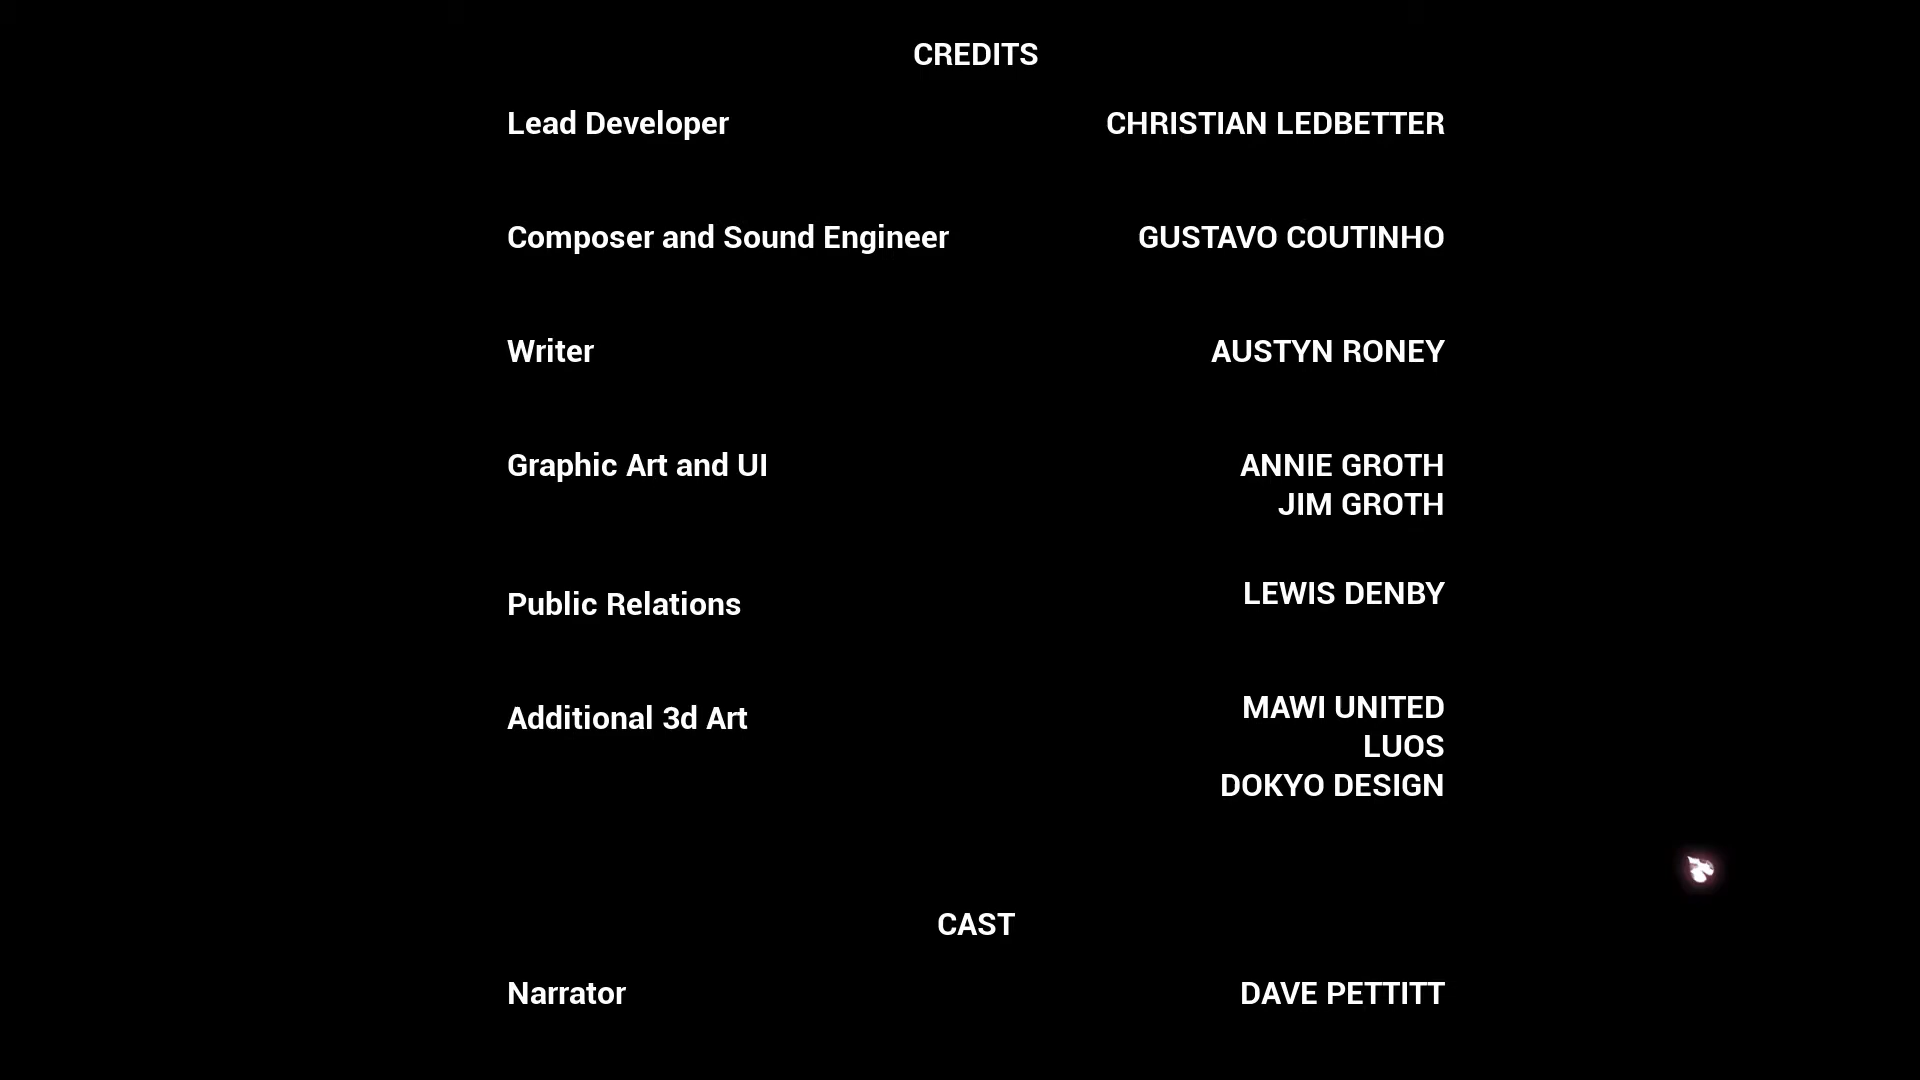 CREDITS
Lead Developer CHRISTIAN LEDBETTER
Composer and Sound Engineer GUSTAVO COUTINHO
Writer AUSTYN RONEY
Graphic Art and UI ANNIE GROTH
JIM GROTH
Public Relations LEWIS DENBY
Additional 3d Art MAWI UNITED
LUOS
DOKYO DESIGN
CAST
Narrator DAVE PETTITT